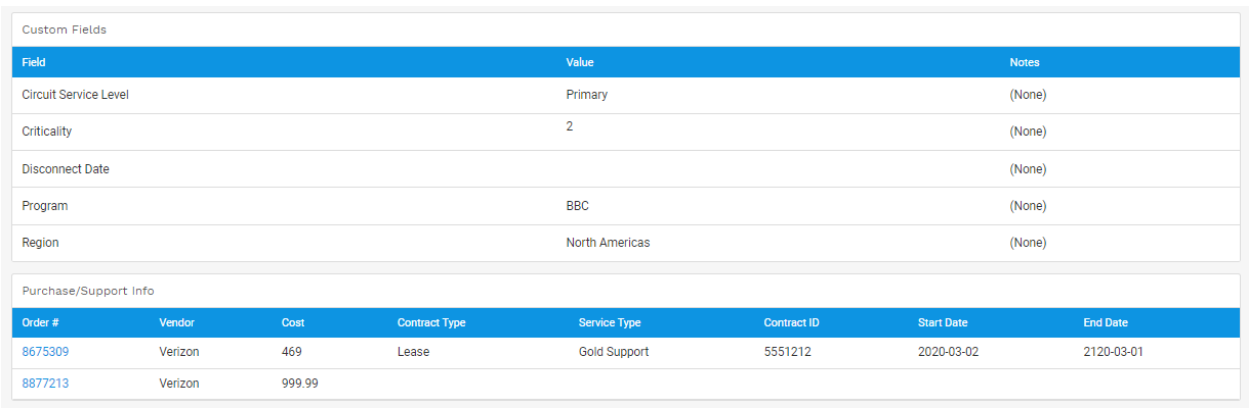 Custom Fields
Field Value Notes
Circuit Service Level Primary (None)
Criticality 2 (None)
Disconnect Date (None)
Program BBC (None)
Region North Americas (None)
Purchase/Support Info
Order # Vendor Cost Contract Type Service Type Contract ID Start Date End Date
8675309 Verizon 469 Lease Gold Support 5551212 2020-03-02 2120-03-01
8877213 Verizon 999.99